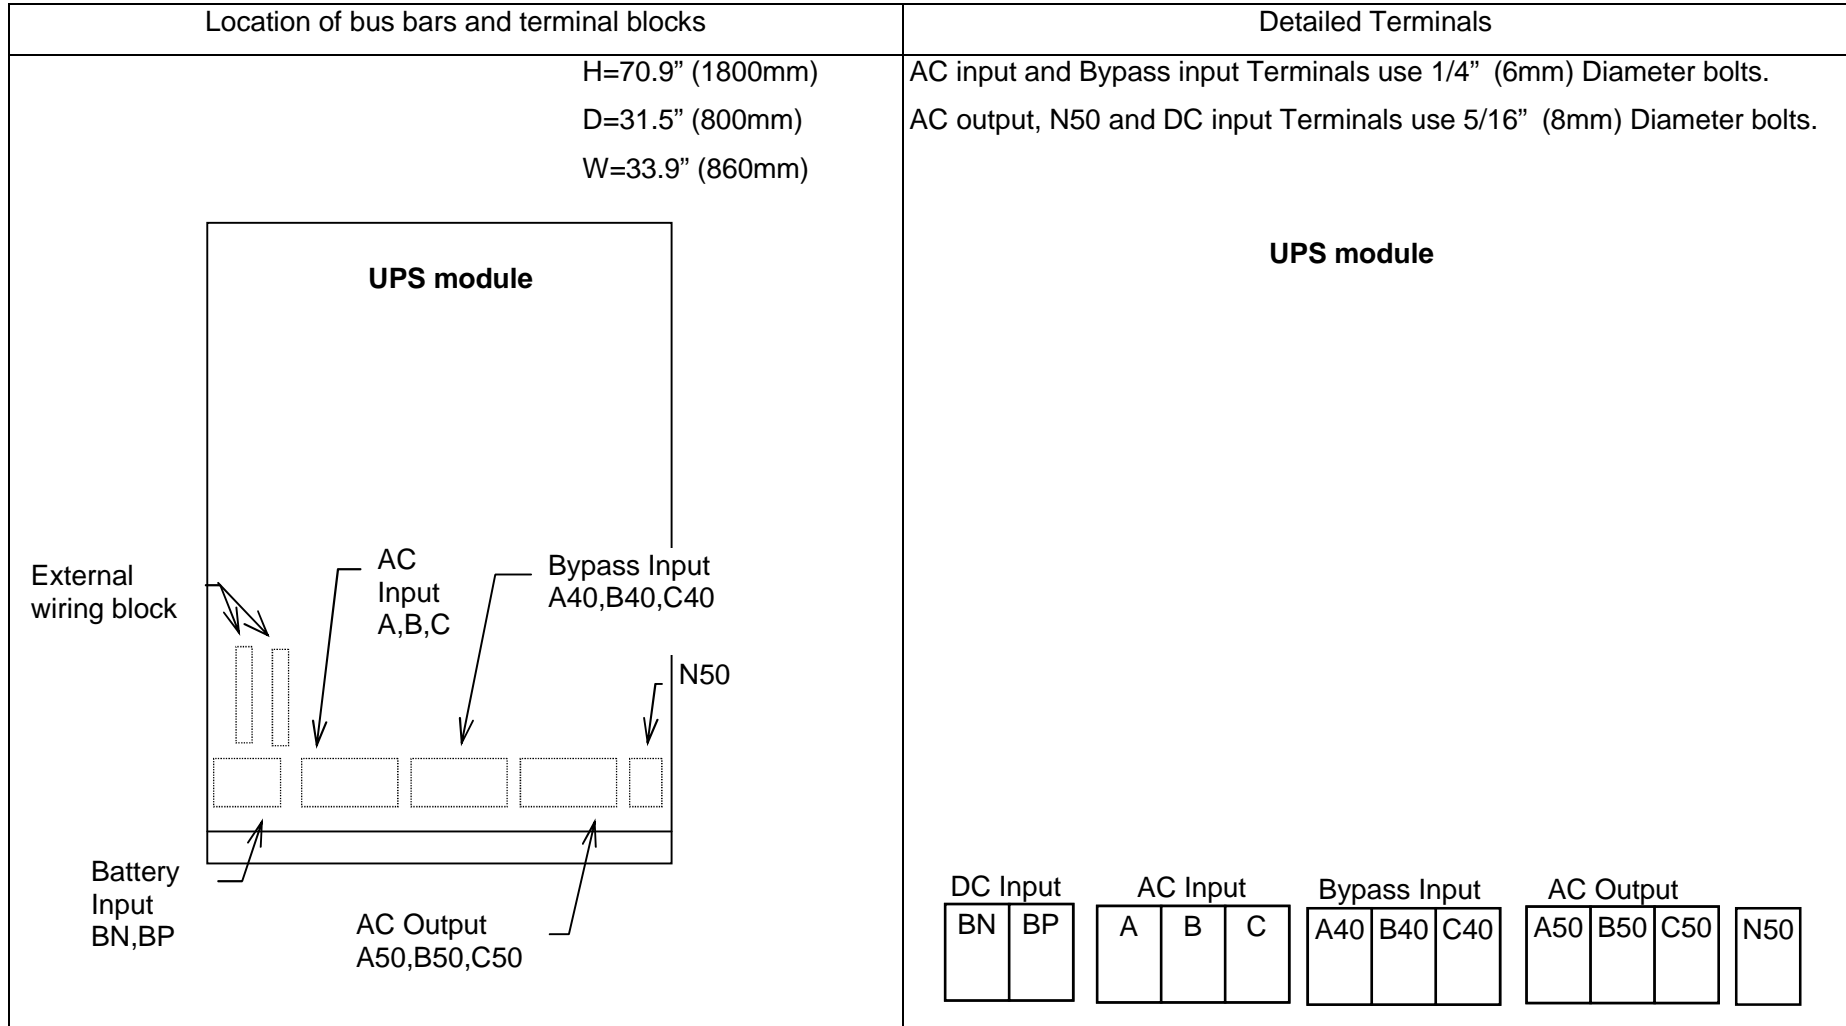 Location of bus bars and terminal blocks
H=70.9” (1800mm)
D=31.5” (800mm)
W=33.9” (860mm)
UPS module
External
wiring block
AC
Input
A,B,C
Bypass Input
A40,B40,C40
N50
Battery
Input
BN,BP
AC Output
A50,B50,C50
Detailed Terminals
AC input and Bypass input Terminals use 1/4” (6mm) Diameter bolts.
AC output, N50 and DC input Terminals use 5/16” (8mm) Diameter bolts.
UPS module
DC Input AC Input Bypass Input AC Output
BN BP A B C A40 B40 C40 A50 B50 C50 N50